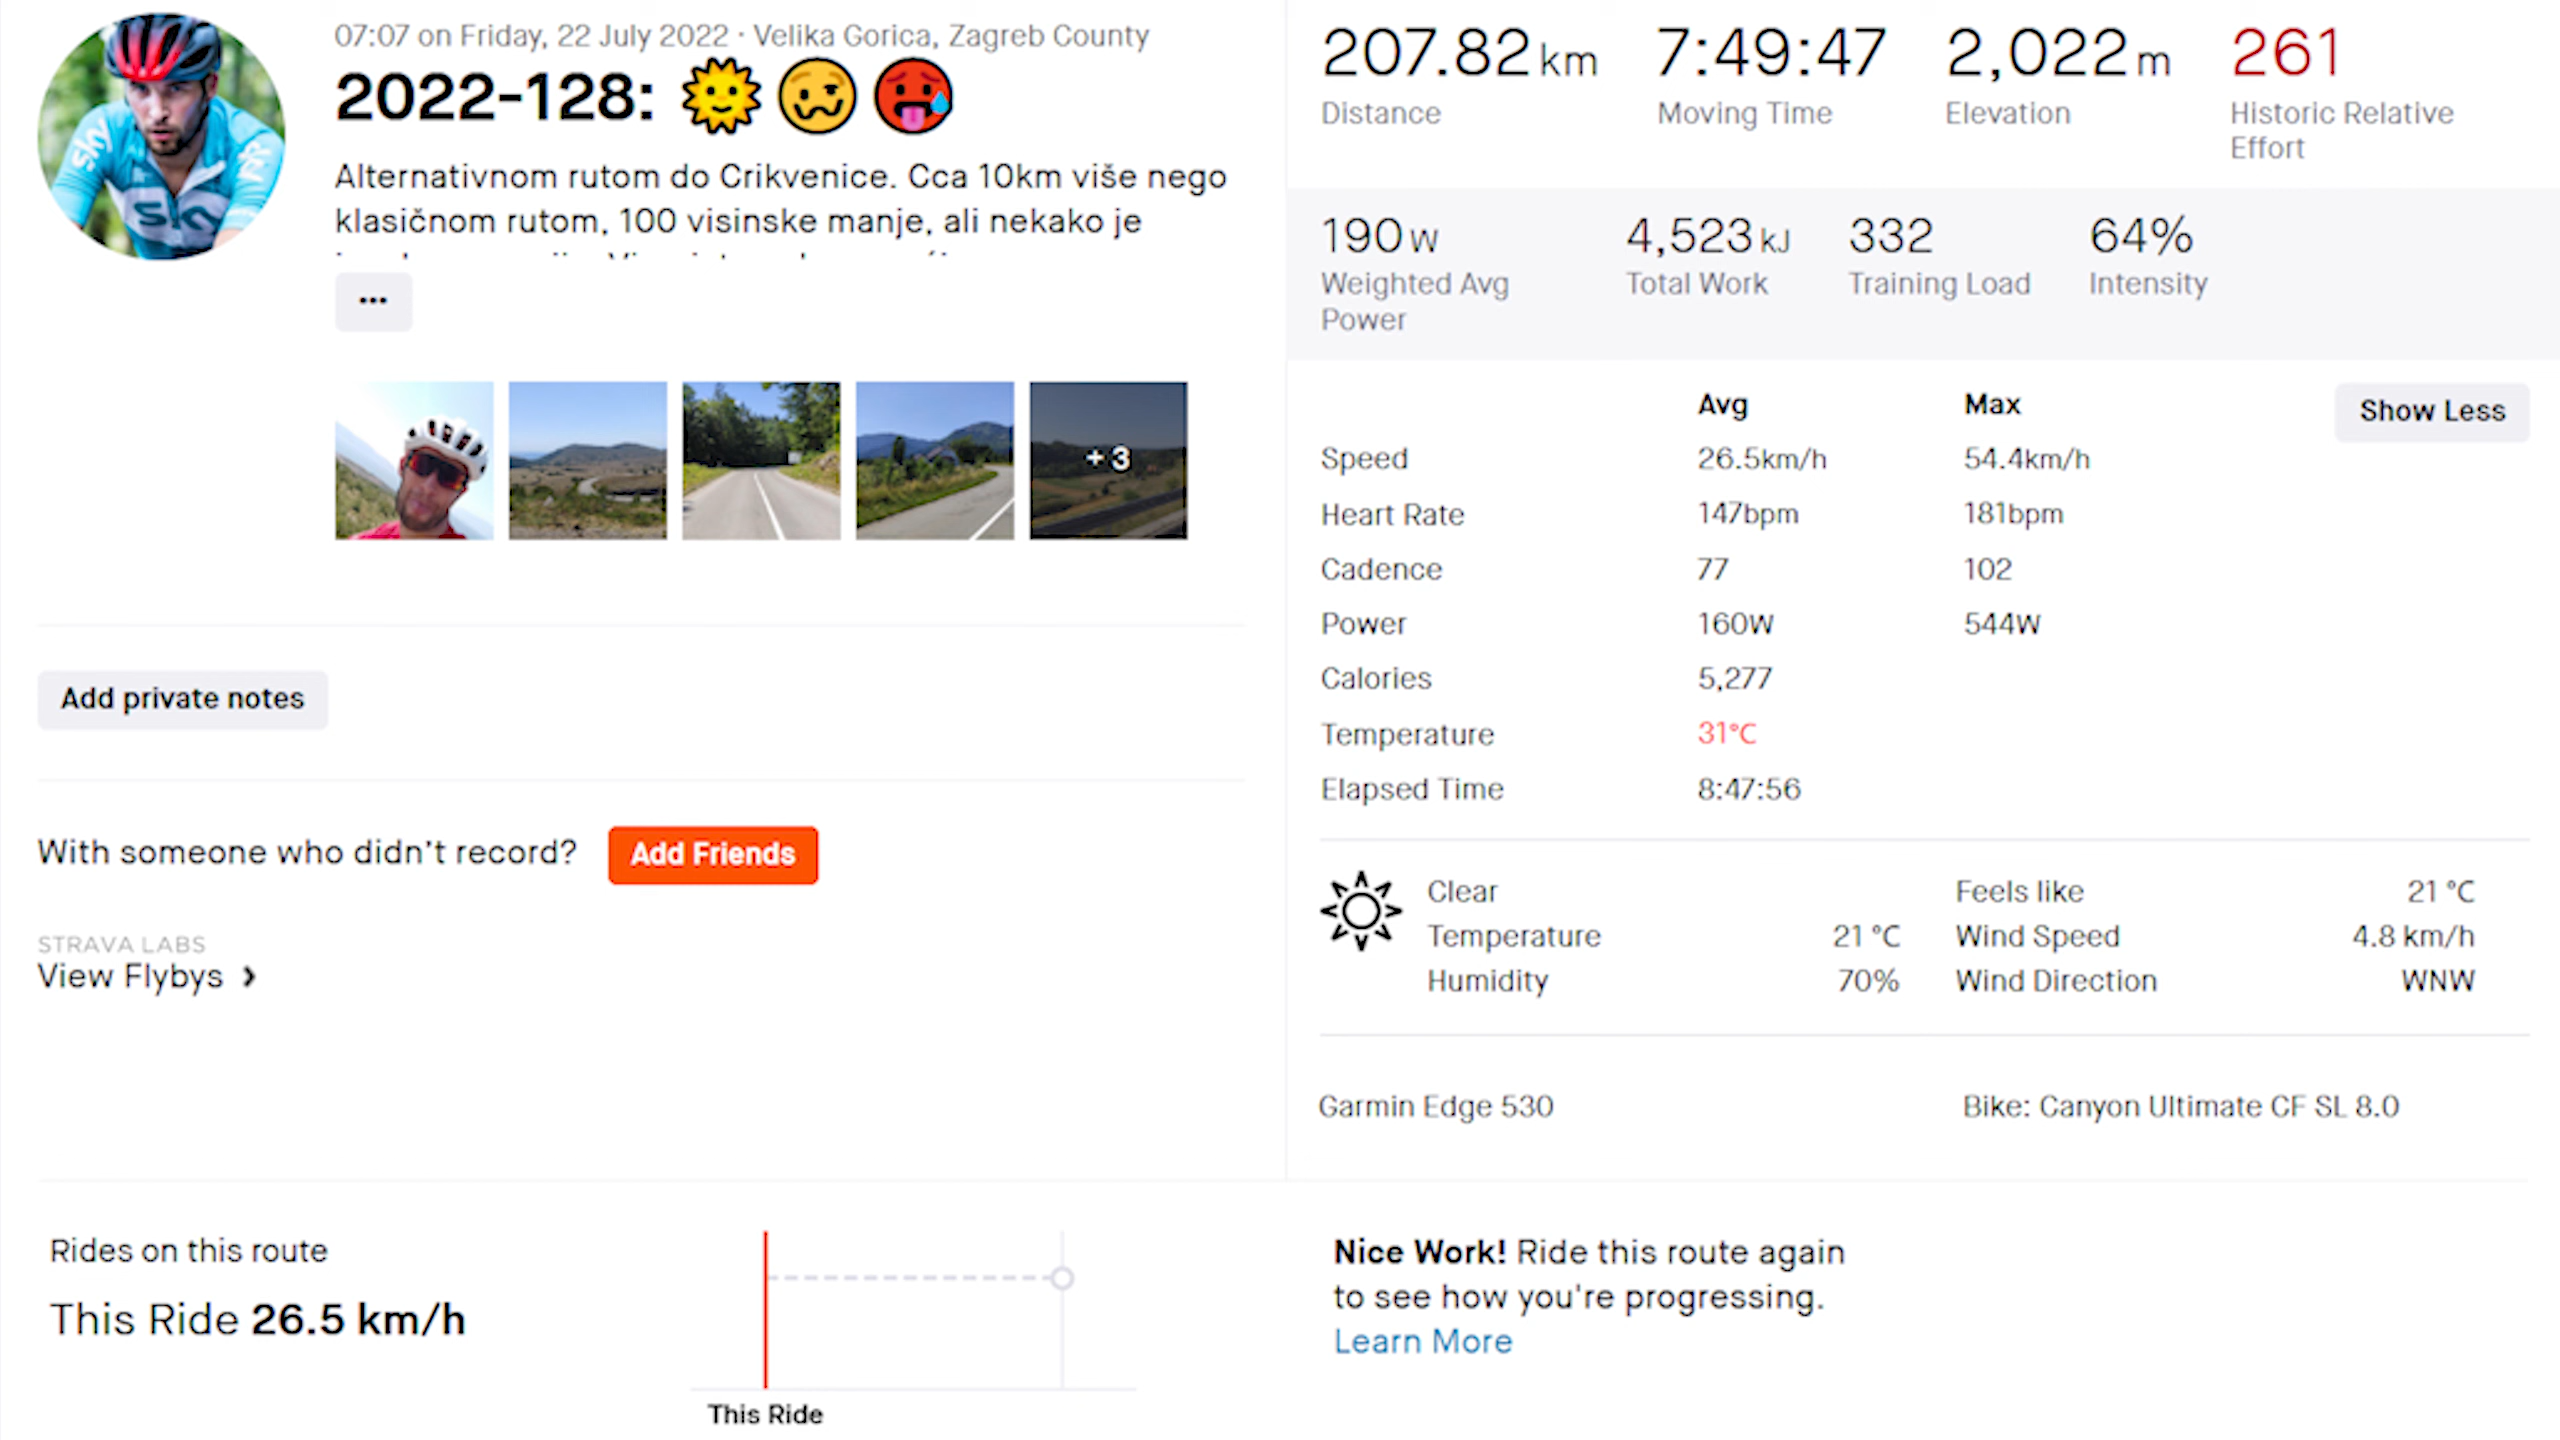 07:07 on Friday, 22 July 2022 · Velika Gorica, Zagreb County
2022-128: 🌞 🥴 🥵
Alternativnom rutom do Crikvenice. Cca 10km više nego
klasičnom rutom, 100 visinske manje, ali nekako je
•••
sky
SKY
+3
Add private notes
With someone who didn't record?
Add Friends
STRAVA LABS
View Flybys ›
207.82 km
Distance
7:49:47
Moving Time
2,022 m
Elevation
261
Historic Relative
Effort
190 W
Weighted Avg
Power
4,523 kJ
Total Work
332
Training Load
64%
Intensity
Avg Max
Show Less
Speed 26.5km/h 54.4km/h
Heart Rate 147bpm 181bpm
Cadence 77 102
Power 160W 544W
Calories 5,277
Temperature 31°C
Elapsed Time 8:47:56
Clear
Feels like 21 °C
Temperature 21 °C
Wind Speed 4.8 km/h
Humidity 70%
Wind Direction WNW
Garmin Edge 530
Bike: Canyon Ultimate CF SL 8.0
Rides on this route
This Ride 26.5 km/h
This Ride
Nice Work! Ride this route again
to see how you're progressing.
Learn More